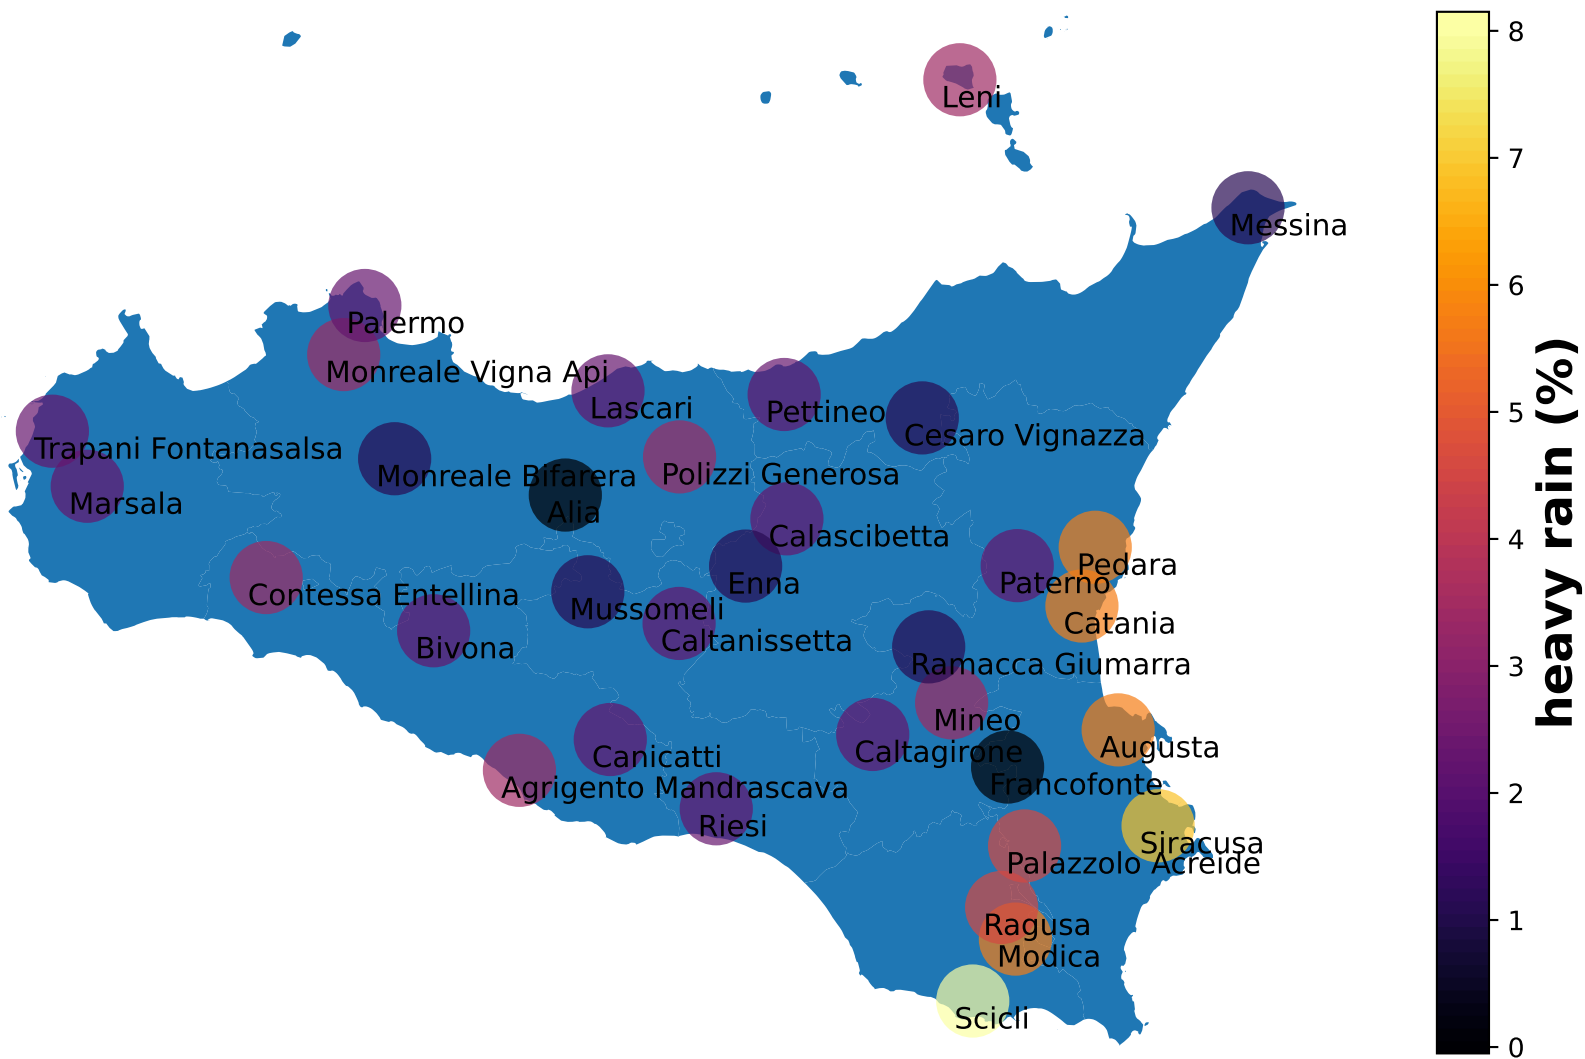 Leni
Messina
Palermo
Monreale Vigna Api
Lascari
Pettineo
Cesaro Vignazza
Trapani Fontanasalsa
Monreale Bifarera
Polizzi Generosa
Marsala
Alia
Calascibetta
Pedara
Enna
Paterno
Contessa Entellina
Mussomeli
Catania
Bivona
Caltanissetta
Ramacca Giumarra
Mineo
Augusta
Canicatti
Caltagirone
Agrigento Mandrascava
Francofonte
Riesi
Siracusa
Palazzolo Acreide
Ragusa
Modica
Scicli
8
7
6
5
4
3
2
1
0
heavy rain (%)